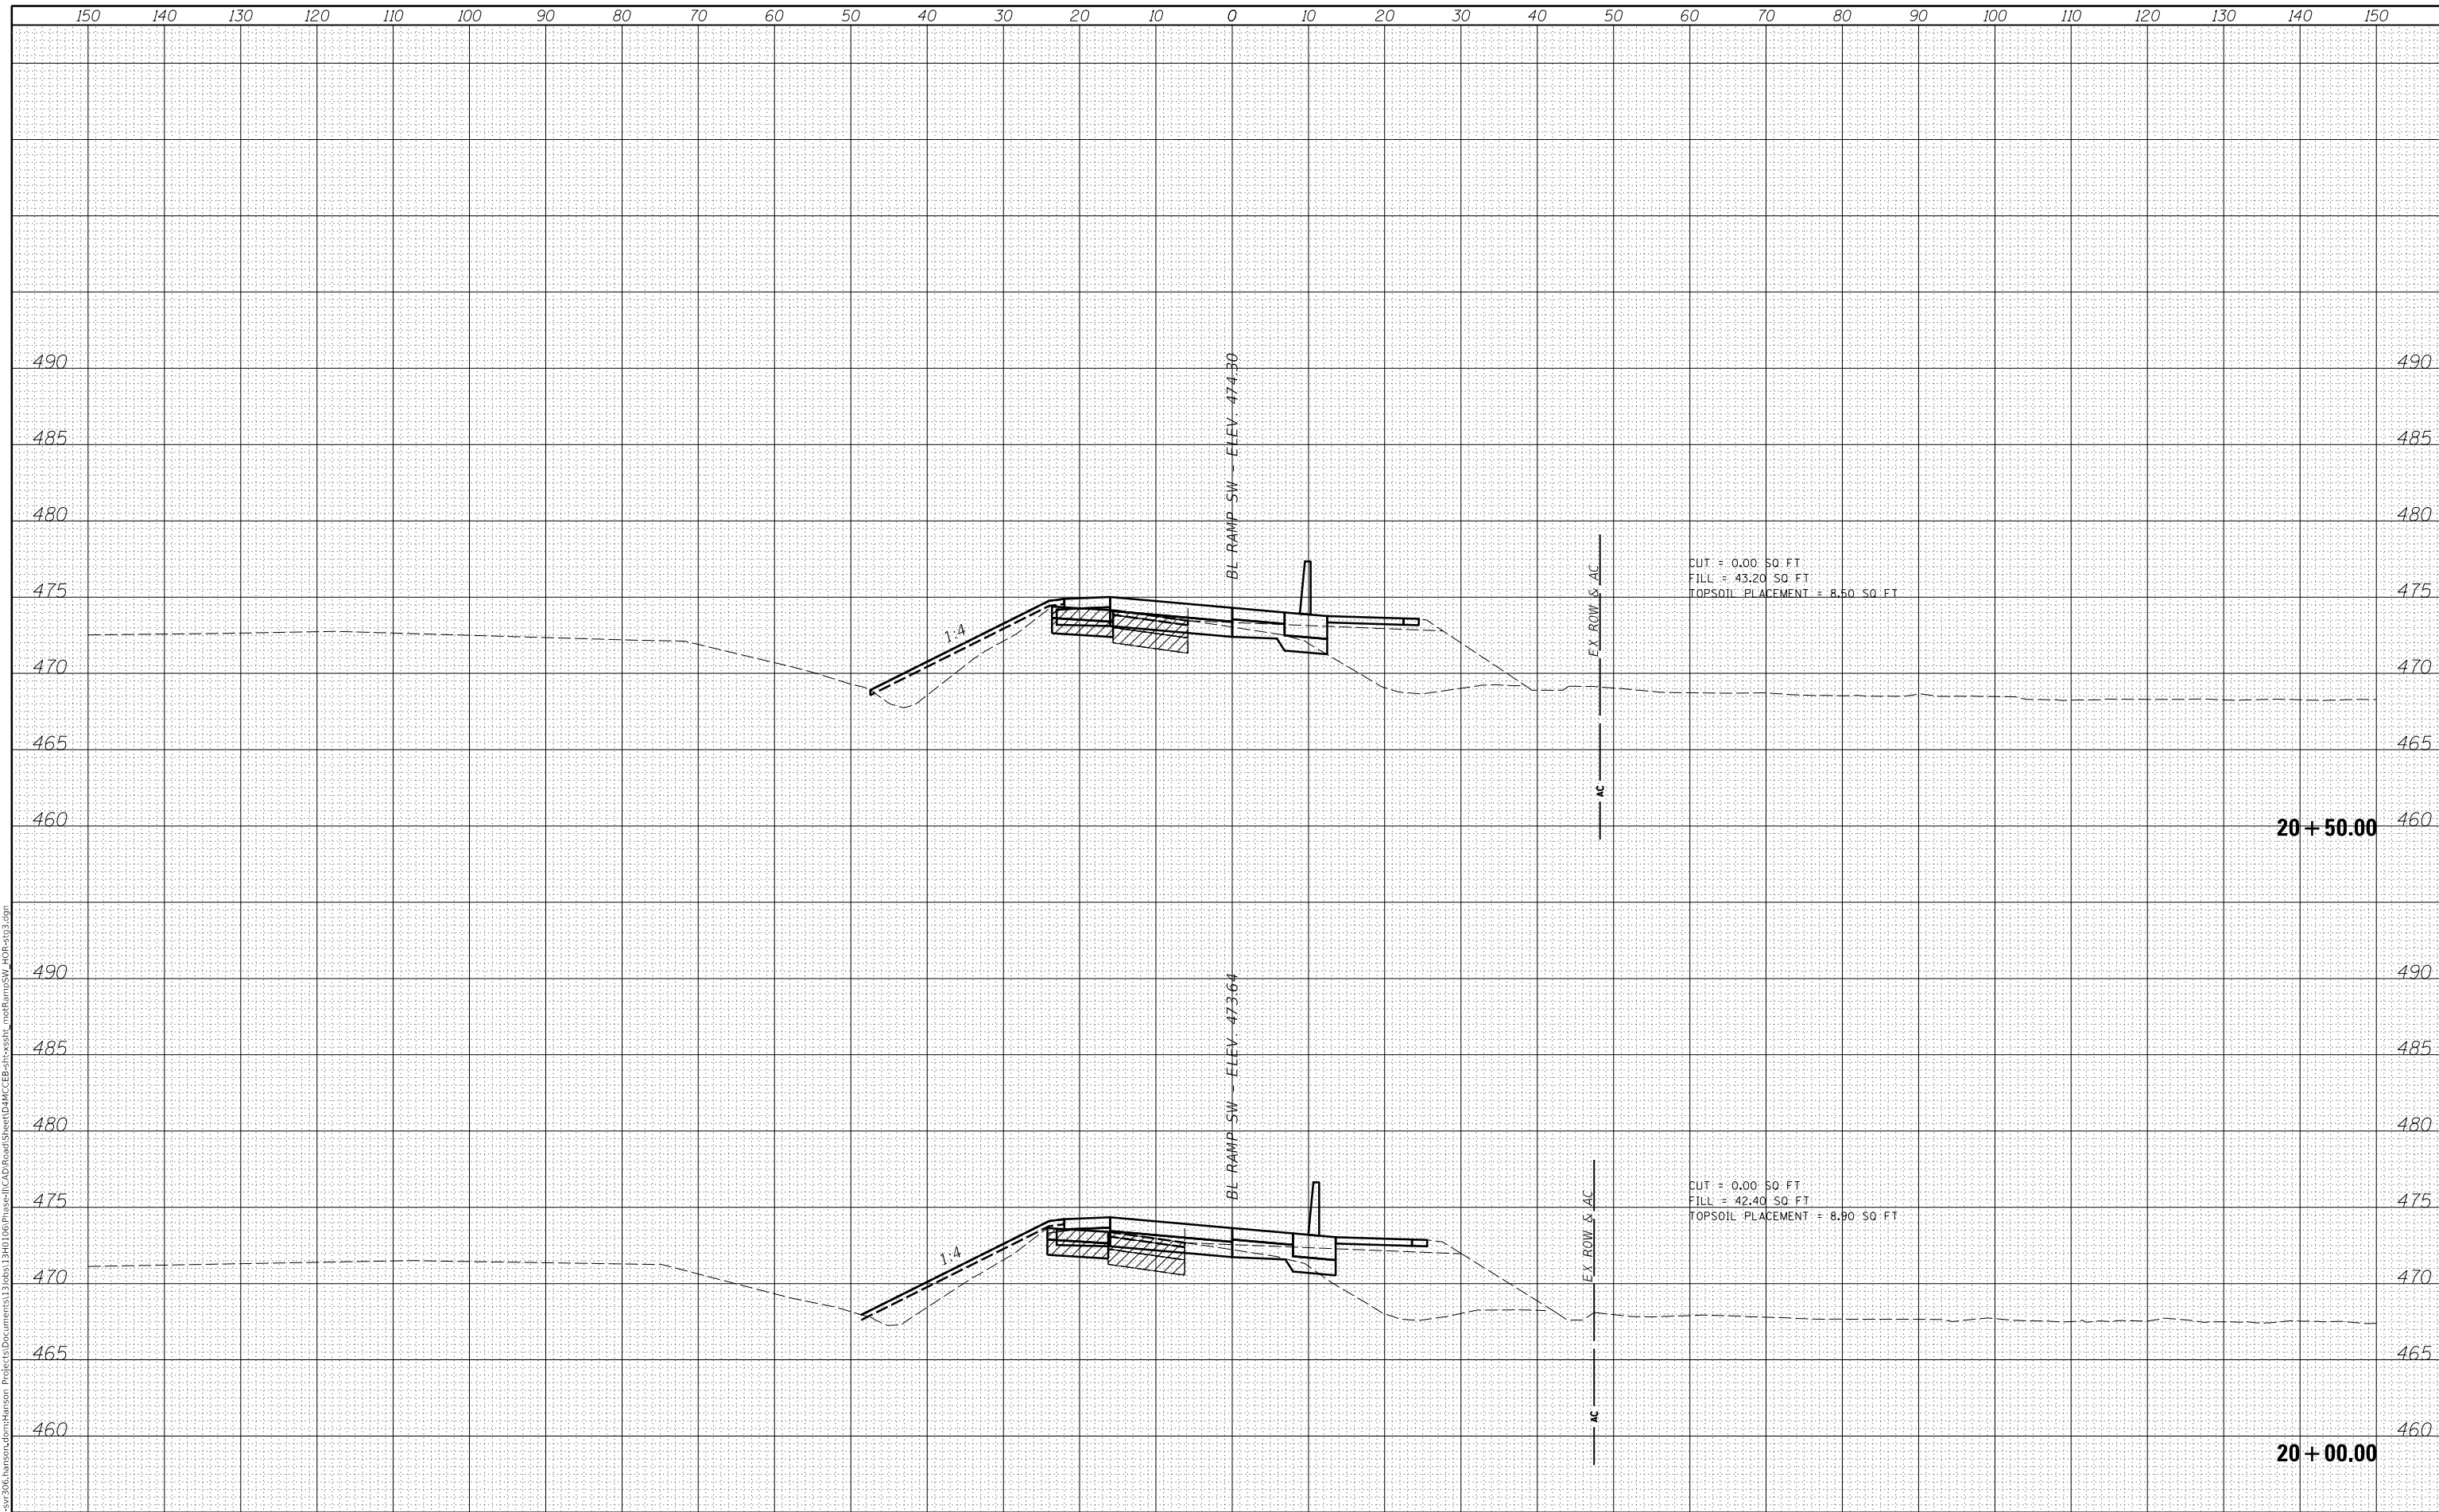 150 140 130 120 110 100 90 80 70 60 50 40 30 20 10 0 10 20 30 40 50 60 70 80 90 100 110 120 130 140 150
490 490
485 485
480 480
475 475
470 470
465 465
460 460
BL RAMP SW - ELEV. 474.30
1:4
EX ROW & AC
AC
CUT = 0.00 SQ FT
FILL = 43.20 SQ FT
TOPSOIL PLACEMENT = 8.50 SQ FT
20+50.00
490 490
485 485
480 480
475 475
470 470
465 465
460 460
BL RAMP SW - ELEV. 473.64
1:4
EX ROW & AC
AC
CUT = 0.00 SQ FT
FILL = 42.40 SQ FT
TOPSOIL PLACEMENT = 8.90 SQ FT
20+00.00